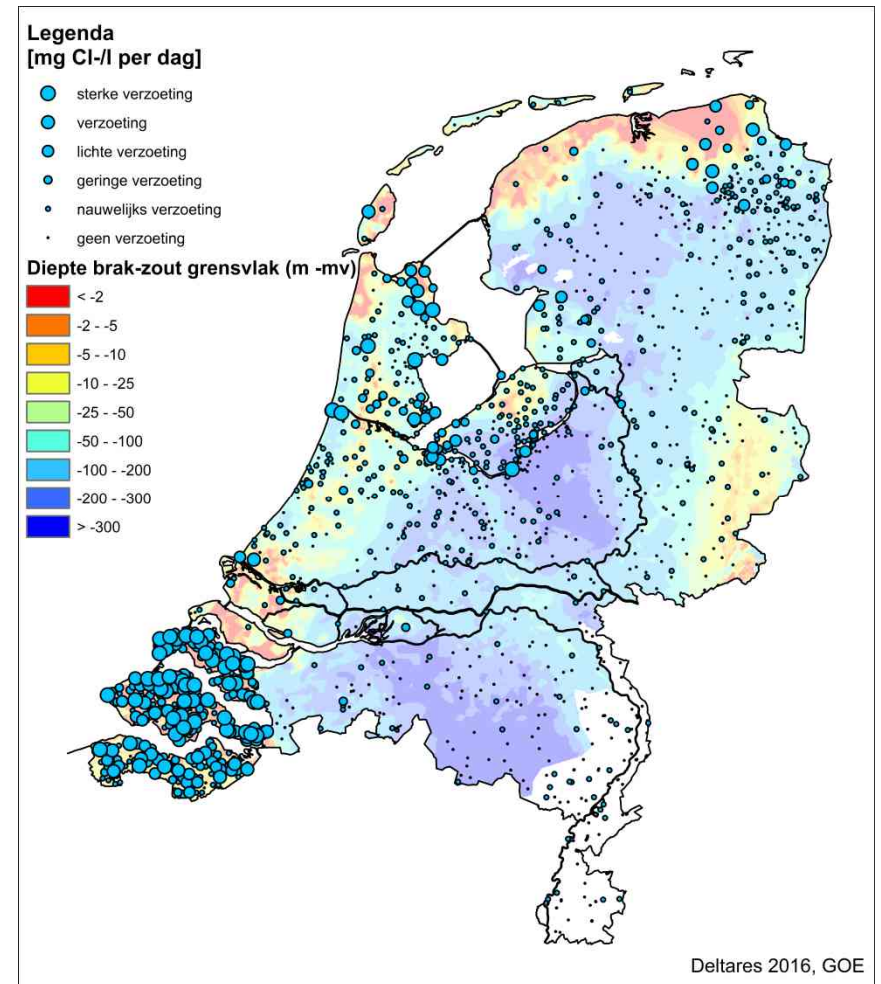 Legenda
[mg Cl-/l per dag]
sterke verzoeting
verzoeting
lichte verzoeting
geringe verzoeting
nauwelijks verzoeting
geen verzoeting
Diepte brak-zout grensvlak (m -mv)
< -2
-2 - -5
-5 - -10
-10 - -25
-25 - -50
-50 - -100
-100 - -200
-200 - -300
> -300
Deltares 2016, GOE